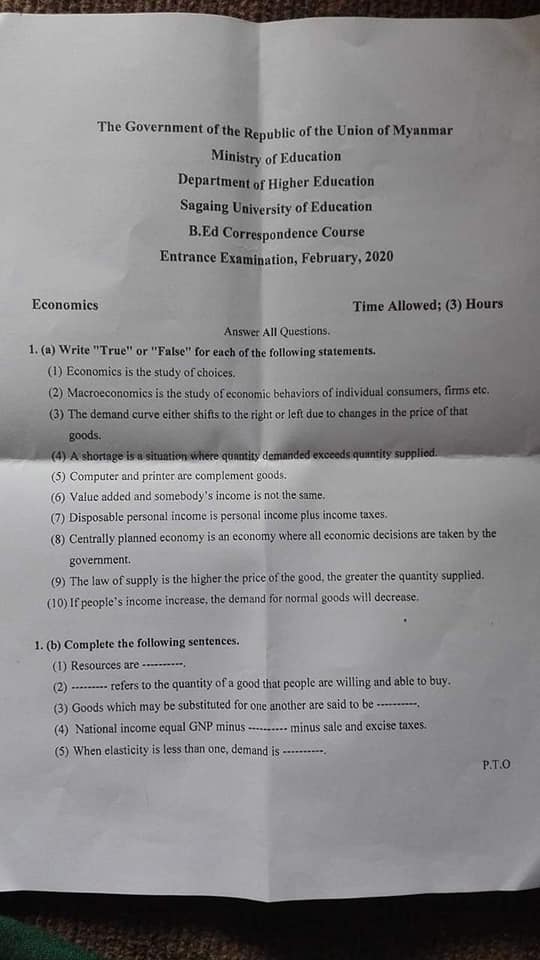 The Government of the Republic of the Union of Myanmar
Ministry of Education
Department of Higher Education
Sagaing University of Education
B.Ed Correspondence Course
Entrance Examination, February, 2020
Economics Time Allowed; (3) Hours
Answer All Questions.
1. (a) Write "True" or "False" for each of the following statements.
(1) Economics is the study of choices.
(2) Macroeconomics is the study of economic behaviors of individual consumers, firms etc.
(3) The demand curve either shifts to the right or left due to changes in the price of that
goods.
(4) A shortage is a situation where quantity demanded exceeds quantity supplied.
(5) Computer and printer are complement goods.
(6) Value added and somebody's income is not the same.
(7) Disposable personal income is personal income plus income taxes.
(8) Centrally planned economy is an economy where all economic decisions are taken by the
government.
(9) The law of supply is the higher the price of the good, the greater the quantity supplied.
(10) If people's income increase, the demand for normal goods will decrease.
1. (b) Complete the following sentences.
(1) Resources are ----------.
(2) --------- refers to the quantity of a good that people are willing and able to buy.
(3) Goods which may be substituted for one another are said to be ----------.
(4) National income equal GNP minus ---------- minus sale and excise taxes.
(5) When elasticity is less than one, demand is ----------.
P.T.O